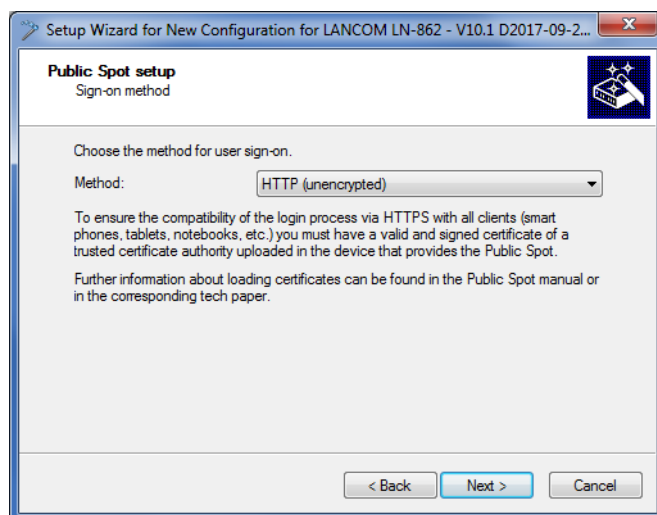 Setup Wizard for New Configuration for LANCOM LN-862 - V10.1 D2017-09-2...
Public Spot setup
Sign-on method
Choose the method for user sign-on.
Method:
HTTP (unencrypted)
To ensure the compatibility of the login process via HTTPS with all clients (smart
phones, tablets, notebooks, etc.) you must have a valid and signed certificate of a
trusted certificate authority uploaded in the device that provides the Public Spot.
Further information about loading certificates can be found in the Public Spot manual or
in the corresponding tech paper.
< Back
Next >
Cancel